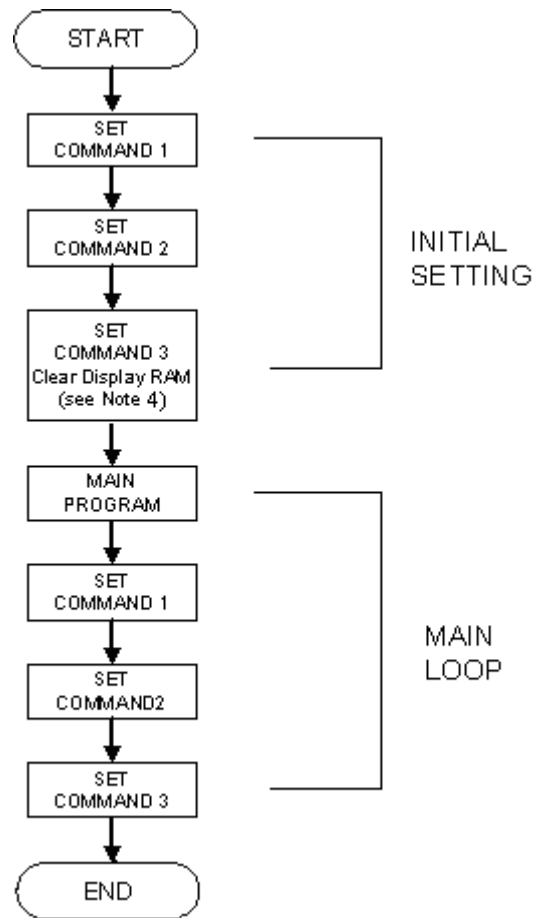 START
SET
COMMAND 1
SET
COMMAND 2
SET
COMMAND 3
Clear Display RAM
(see Note 4)
INITIAL
SETTING
MAIN
PROGRAM
SET
COMMAND 1
SET
COMMAND2
SET
COMMAND 3
MAIN
LOOP
END